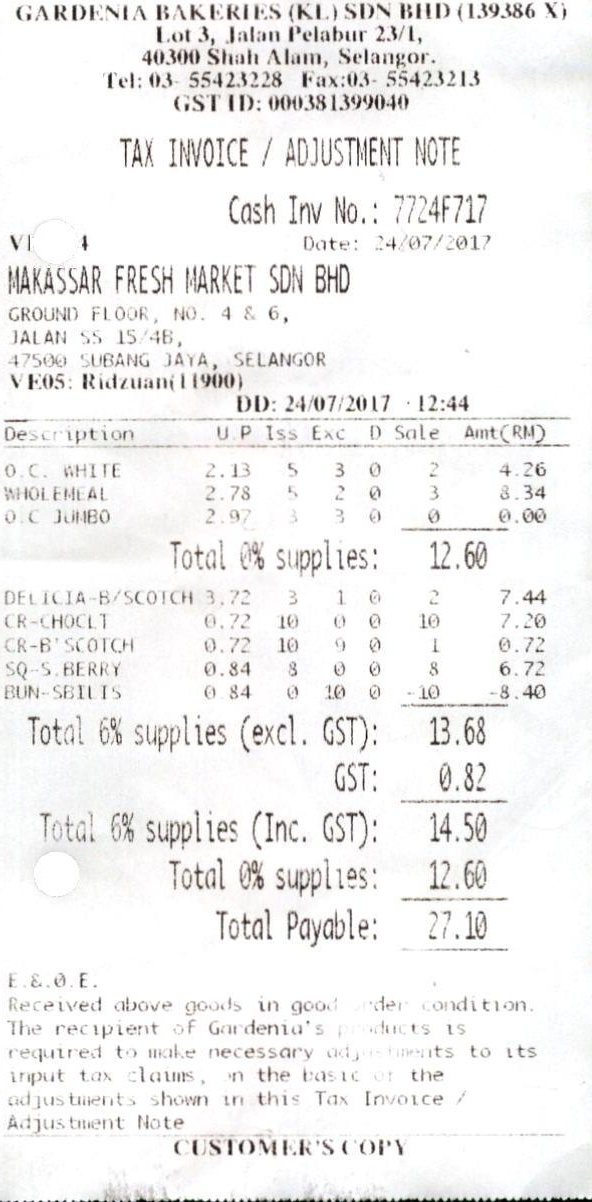 GARDENIA BAKERIES (KL) SDN BHD (139386 X)
Lot 3, Jalan Pelabur 23/1,
40300 Shah Alam, Selangor.
Tel: 03- 55423228 Fax:03- 55423213
GST ID: 000381399040
TAX INVOICE / ADJUSTMENT NOTE
Cash Inv No.: 7724F717
4 Date: 24/07/2017
MAKASSAR FRESH MARKET SDN BHD
GROUND FLOOR, NO. 4 & 6,
JALAN SS 15/4B,
47500 SUBANG JAYA, SELANGOR
VE05: Ridzuan(11900)
DD: 24/07/2017 12:44
Description U.P Iss Exc D Sale Amt(RM)
O.C. WHITE 2.13 5 3 0 2 4.26
WHOLEMEAL 2.78 5 2 0 3 8.34
O.C JUMBO 2.97 3 3 0 0 0.00
Total 0% supplies: 12.60
DELICIA-B/SCOTCH 3.72 3 1 0 2 7.44
CR-CHOCLT 0.72 10 0 0 10 7.20
CR-B'SCOTCH 0.72 10 9 0 1 0.72
SQ-S.BERRY 0.84 8 0 0 8 6.72
BUN-SBILIS 0.84 0 10 0 -10 -8.40
Total 6% supplies (excl. GST): 13.68
GST: 0.82
Total 6% supplies (Inc. GST): 14.50
Total 0% supplies: 12.60
Total Payable: 27.10
E.&.O.E.
Received above goods in good condition.
The recipient of Gardenia's products is
required to make necessary adjustments to its
input tax claims, on the basic of the
adjustments shown in this Tax Invoice /
Adjustment Note
CUSTOMER'S COPY